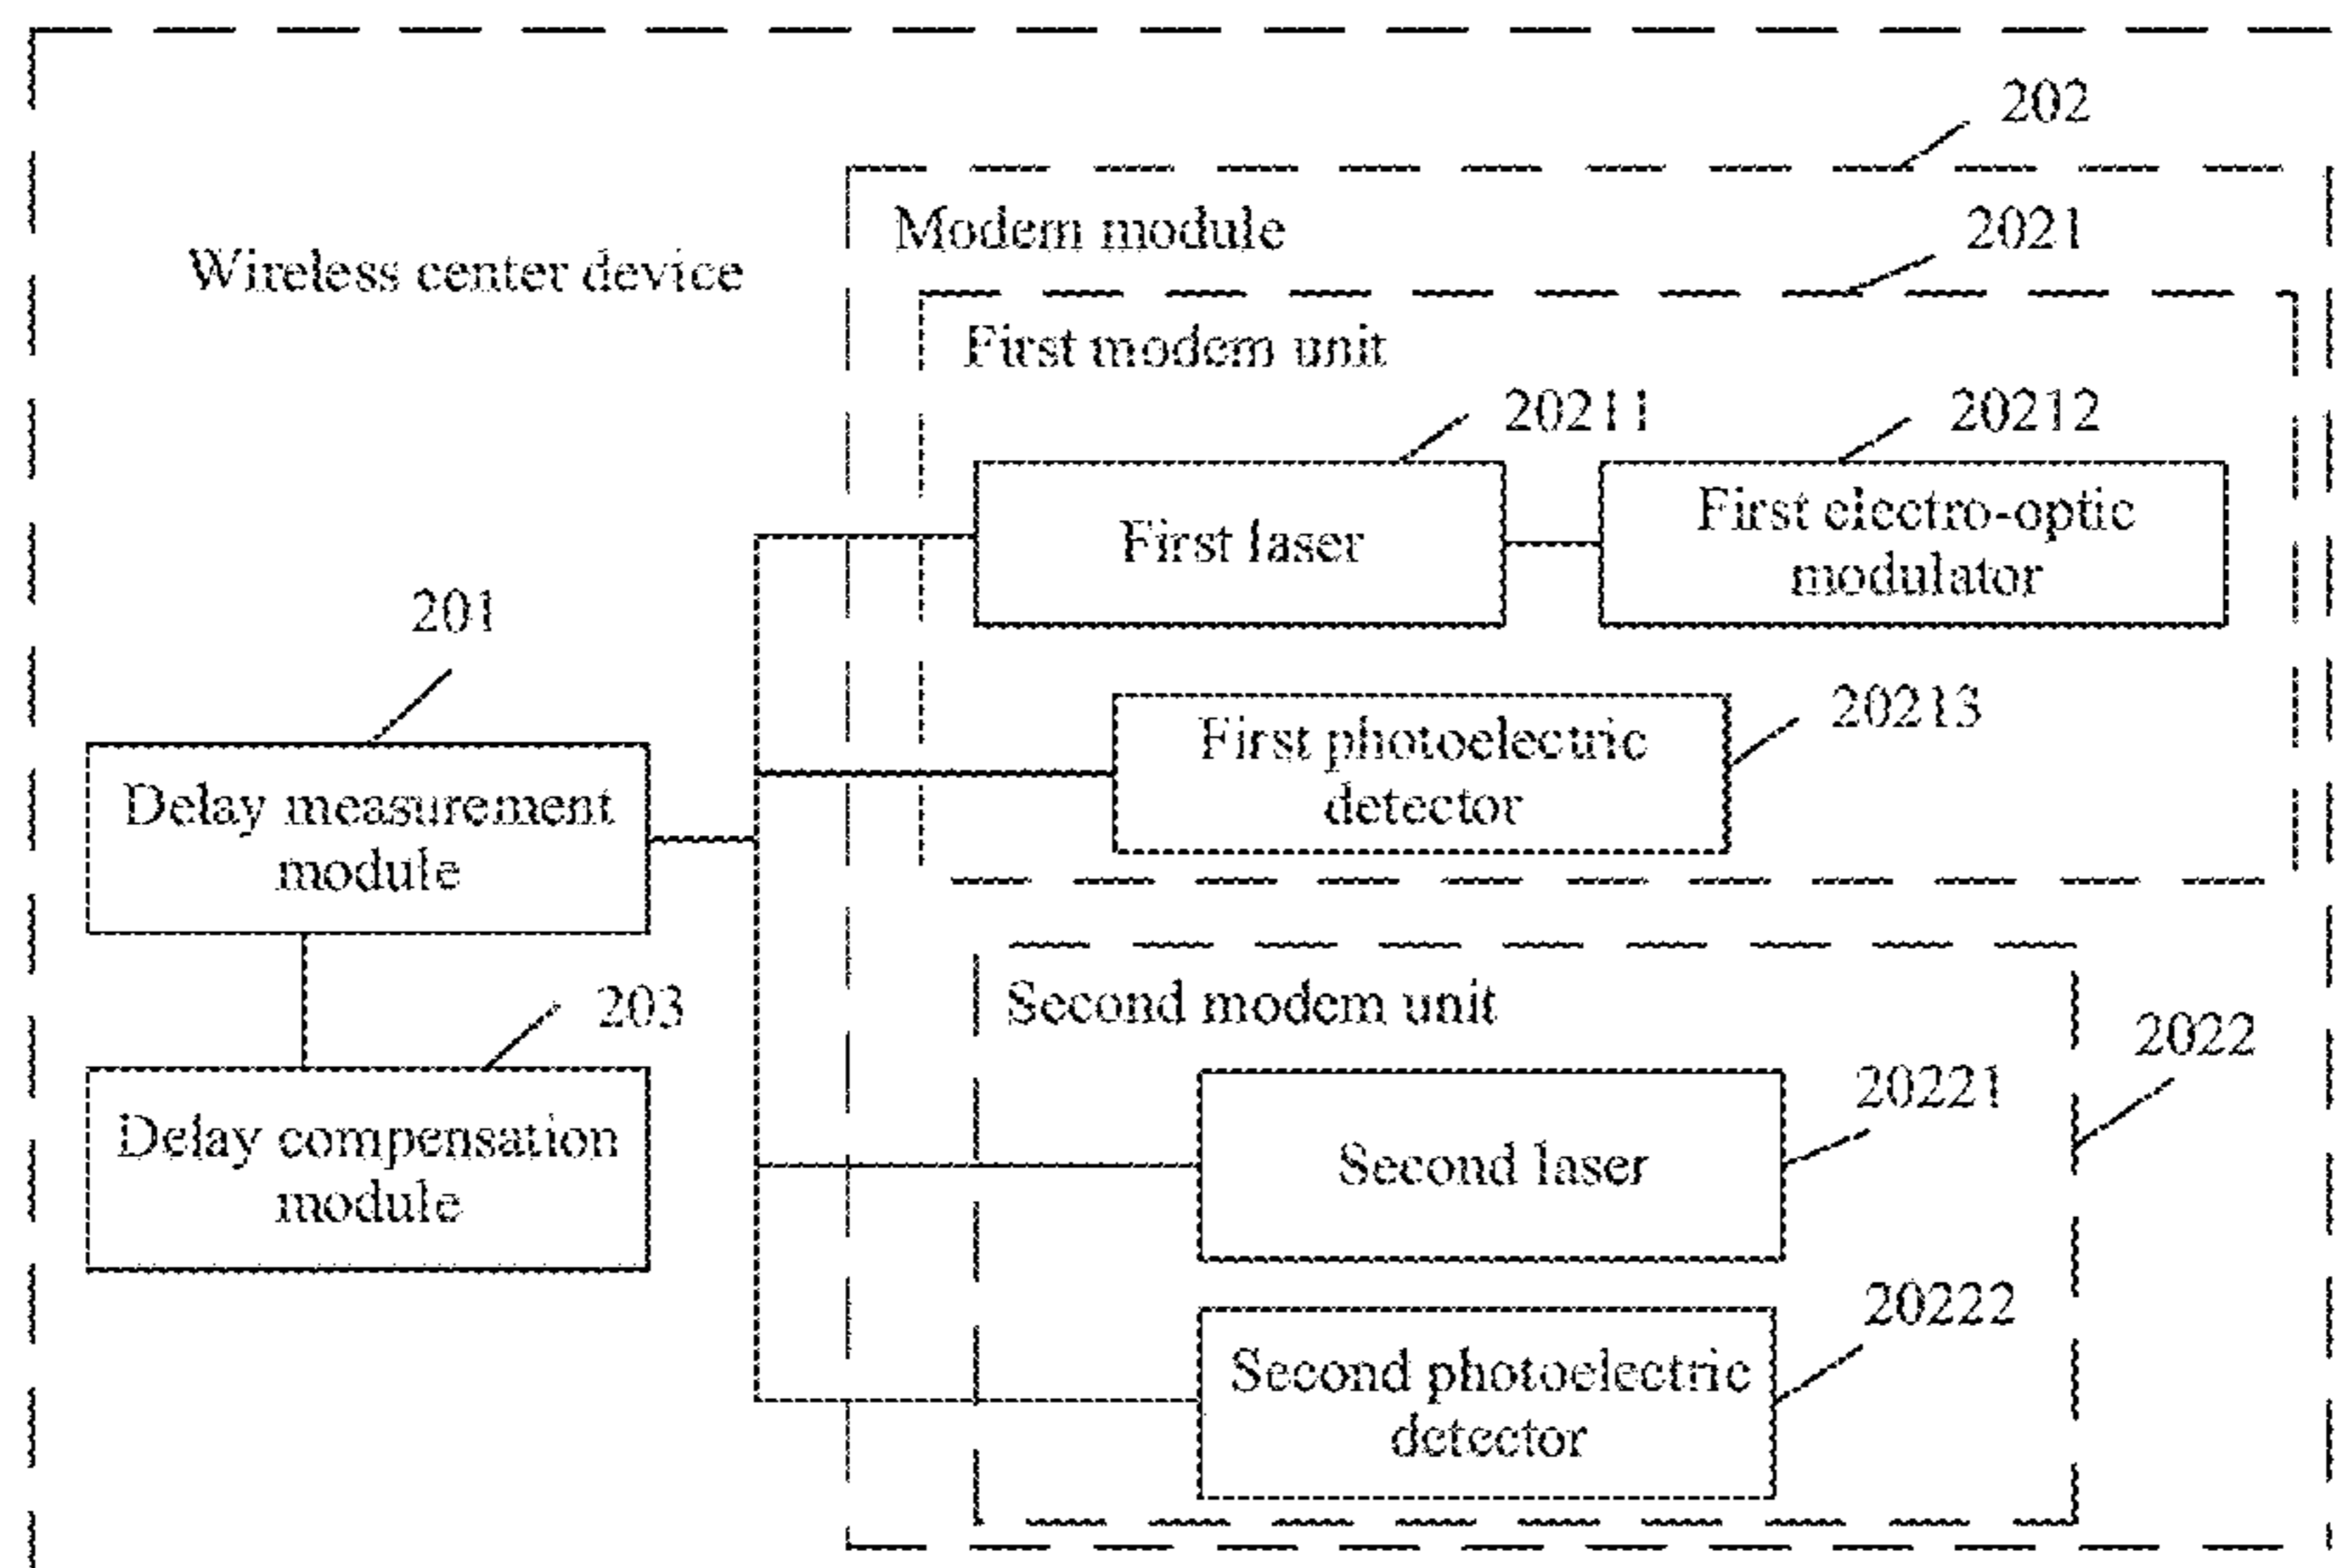 202
Modem module
2021
Wireless center device
First modem unit
20211
20212
First laser
First electro-optic
modulator
201
20213
First photoelectric
detector
Delay measurement
module
203
Second modem unit
2022
20221
Delay compensation
module
Second laser
20222
Second photoelectric
detector